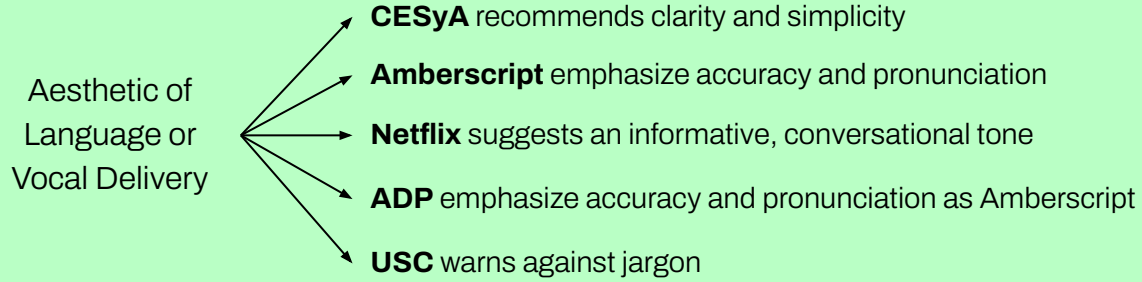 Aesthetic of
Language or
Vocal Delivery
CESyA recommends clarity and simplicity
Amberscript emphasize accuracy and pronunciation
Netflix suggests an informative, conversational tone
ADP emphasize accuracy and pronunciation as Amberscript
USC warns against jargon